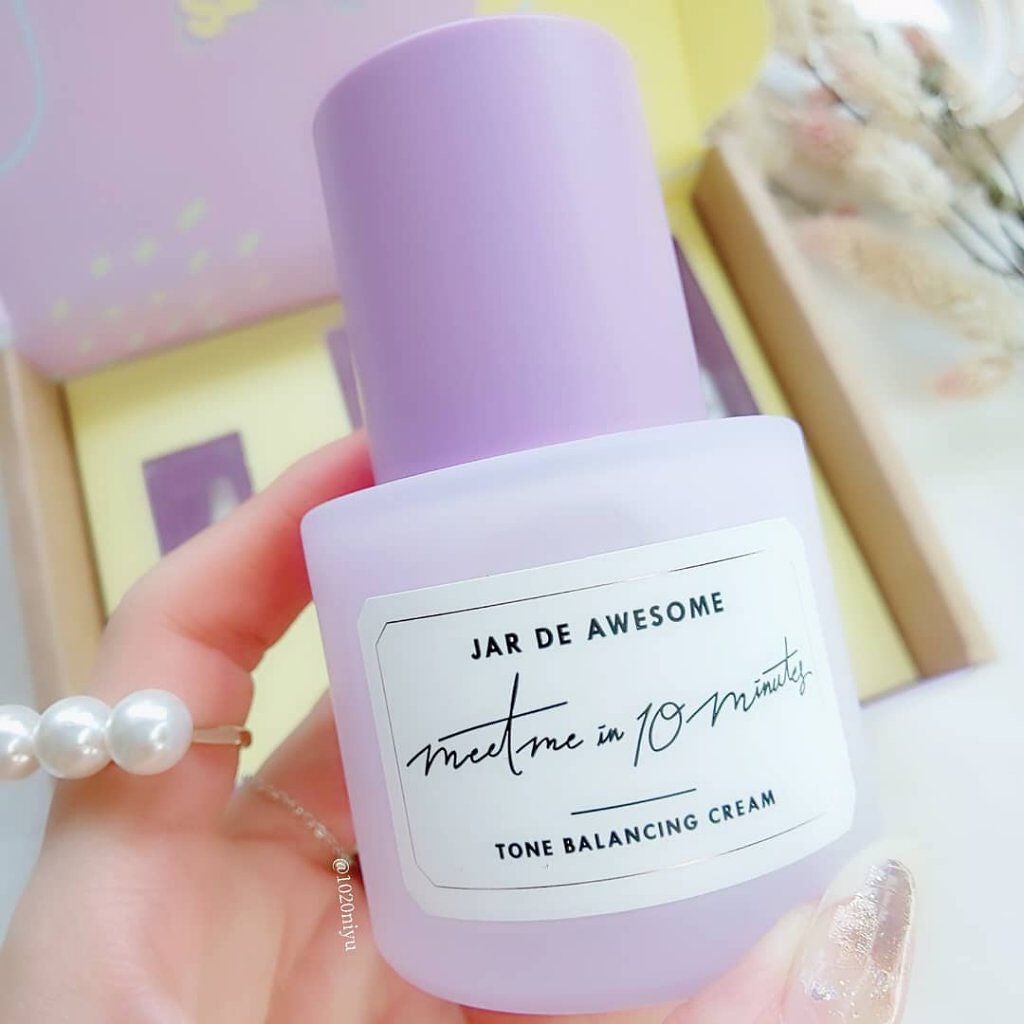 JAR DE AWESOME
meet me in 10 minutes
TONE BALANCING CREAM
@1020niyu